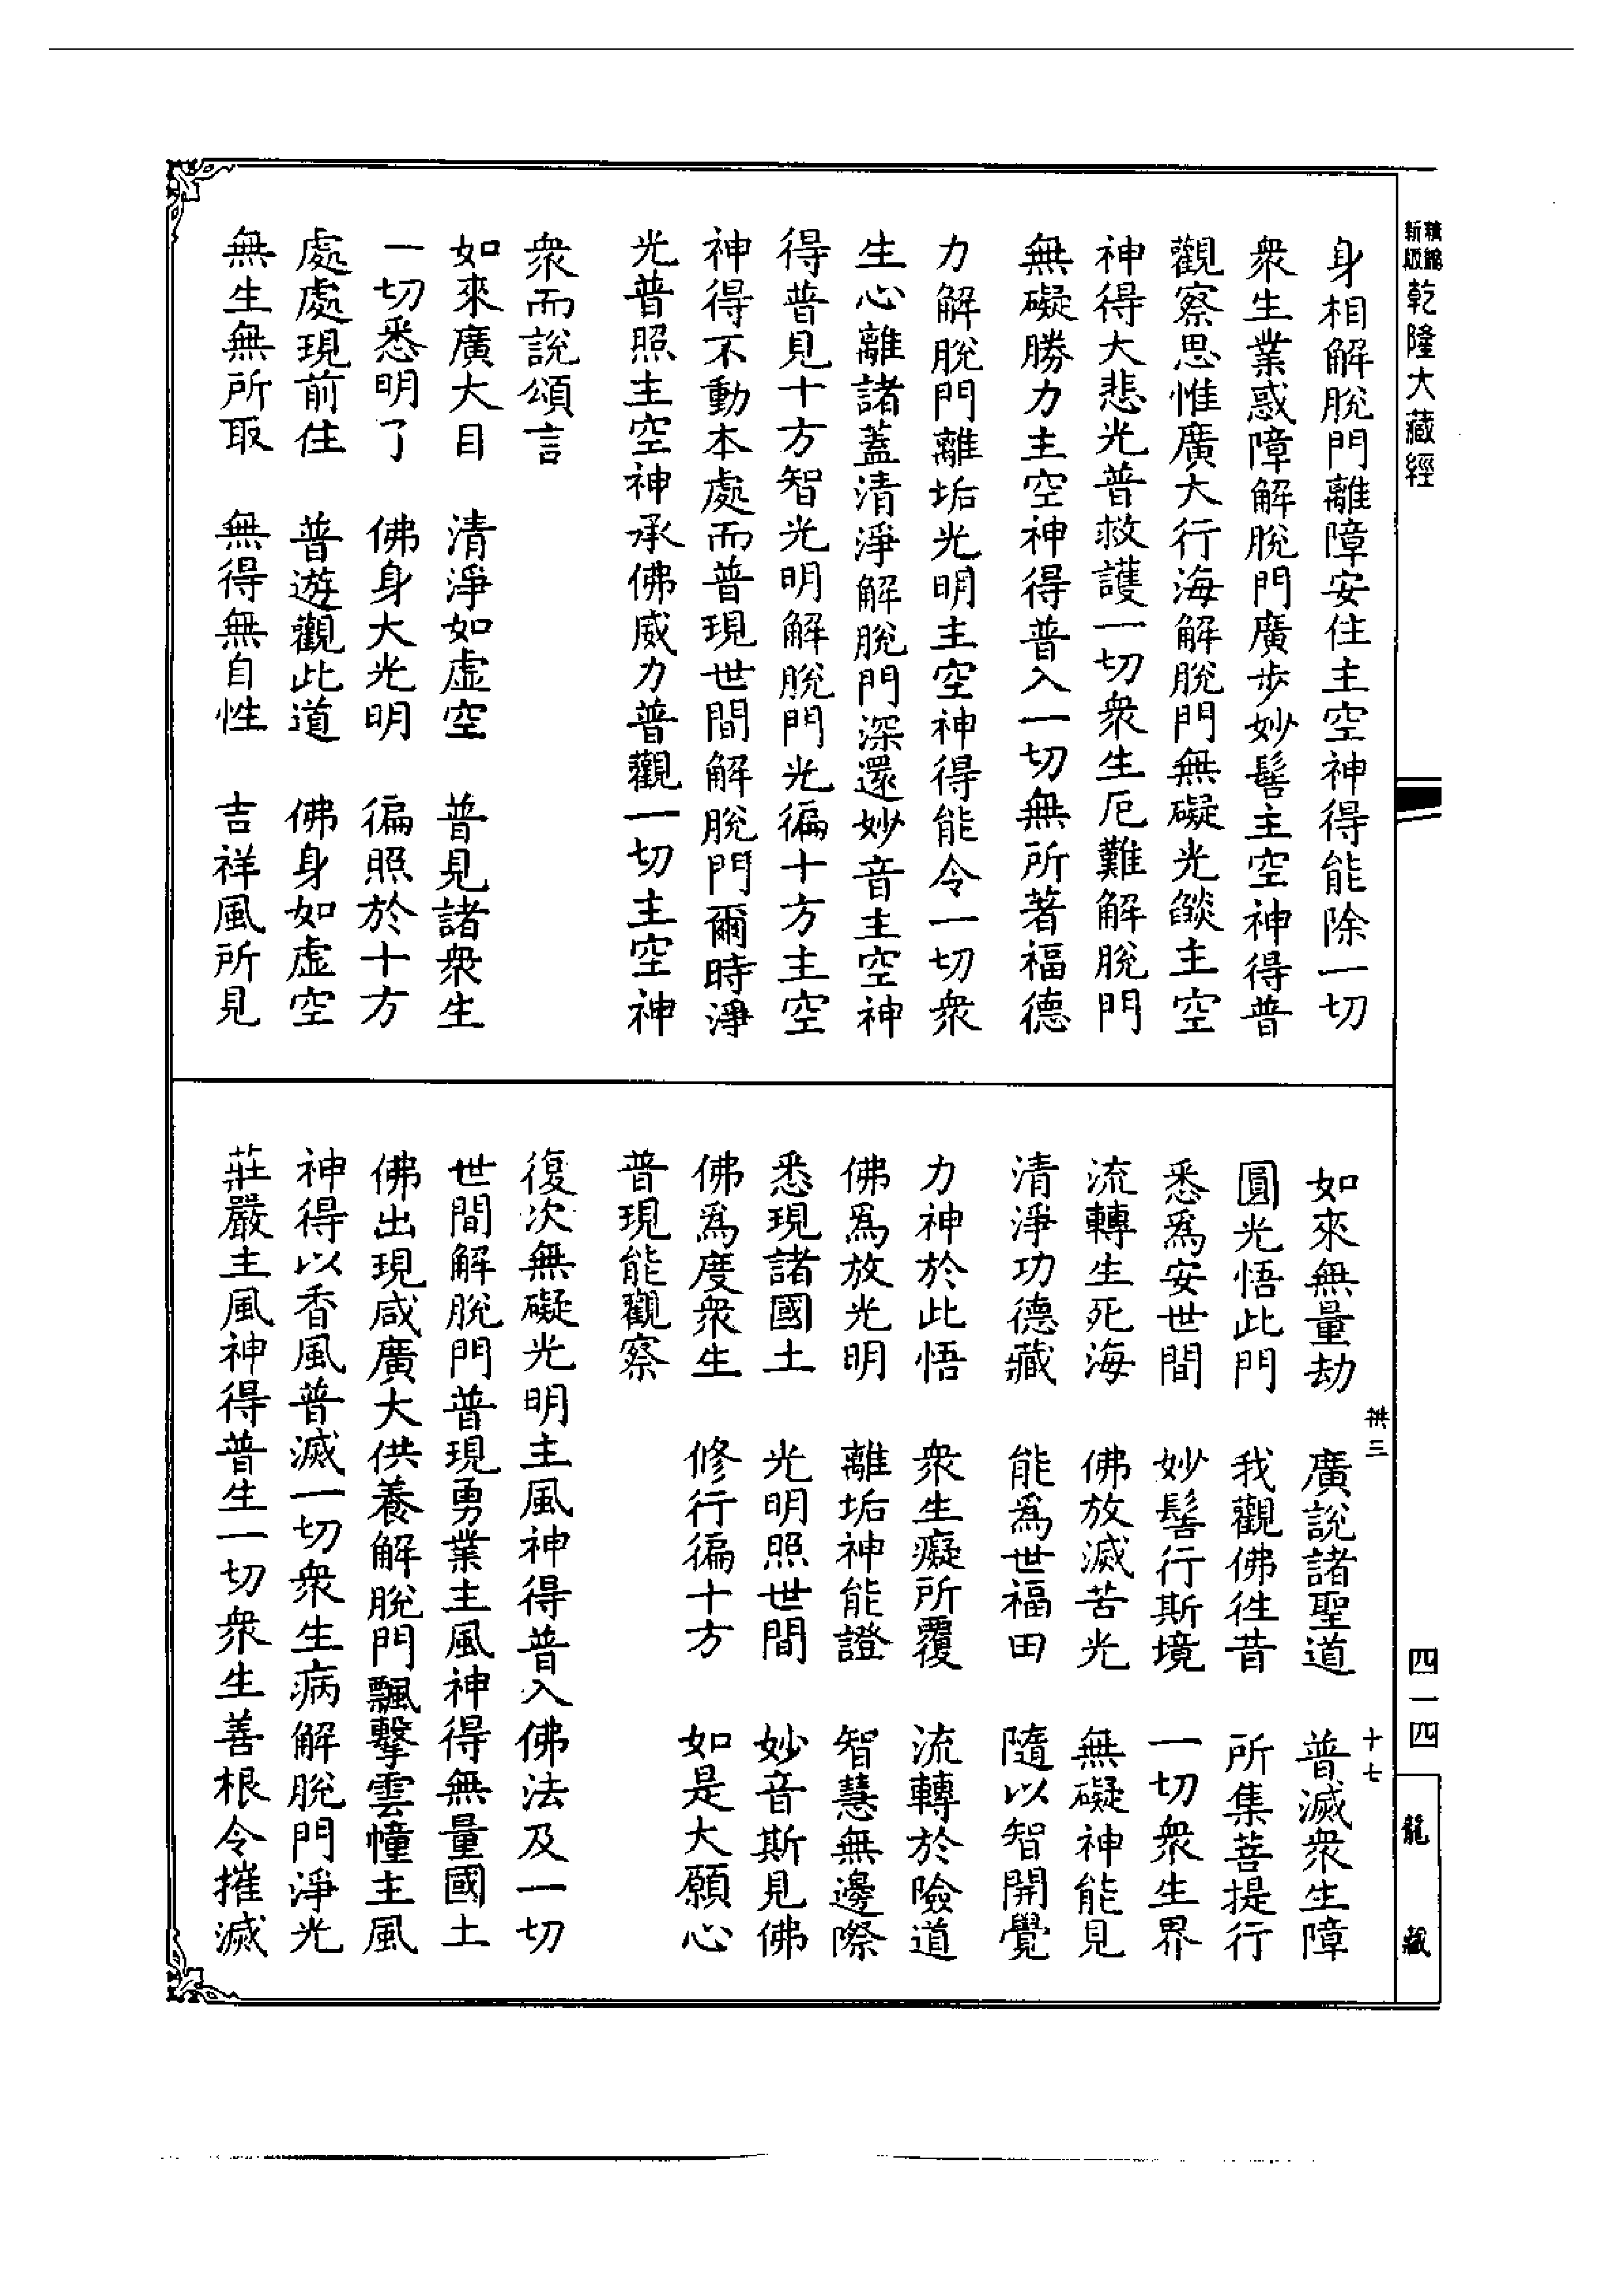 新版
乾隆大藏經
身相解脫門離障安住主空神得能除一切
衆生業惑障解脫門廣步妙髻主空神得普
觀察思惟廣大行海解脫門無礙光燄主空
神得大悲光普救護一切衆生厄難解脫門
無礙勝力主空神得普入一切無所著福德
力解脫門離垢光明主空神得能令一切衆
生心離諸蓋清淨解脫門深還妙音主空神
得普見十方智光明解脫門光徧十方主空
神得不動本處而普現世間解脫門爾時淨
光普照主空神承佛威力普觀一切主空神
衆而說頌言
如來廣大目　清淨如虛空　普見諸衆生
一切悉明了　佛身大光明　徧照於十方
處處現前住　普遊觀此道　佛身如虛空
無生無所取　無得無自性　吉祥風所見
如來無量劫　廣說諸聖道　普滅衆生障
圓光悟此門　我觀佛往昔　所集菩提行
悉爲安世間　妙髻行斯境　一切衆生界
流轉生死海　佛放滅苦光　無礙神能見
清淨功德藏　能爲世福田　隨以智開覺
力神於此悟　衆生癡所覆　流轉於險道
佛爲放光明　離垢神能證　智慧無邊際
悉現諸國土　光明照世間　妙音斯見佛
佛爲度衆生　修行徧十方　如是大願心
普現能觀察
復次無礙光明主風神得普入佛法及一切
世間解脫門普現勇業主風神得無量國土
佛出現咸廣大供養解脫門飄擊雲幢主風
神得以香風普滅一切衆生病解脫門淨光
莊嚴主風神得普生一切衆生善根令摧滅
三
十七
四一四
龍藏